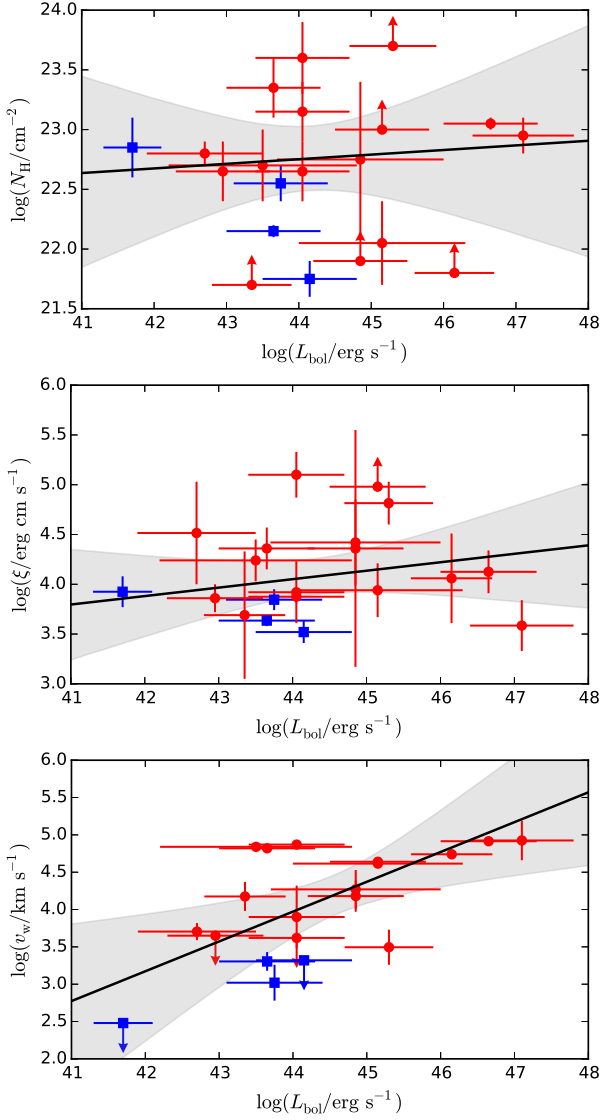 24.0
23.5
23.0
22.5
22.0
21.5
log(N_H/cm⁻²)
41 42 43 44 45 46 47 48
log(L_bol/erg s⁻¹)
6.0
5.5
5.0
4.5
4.0
3.5
3.0
log(ξ/erg cm s⁻¹)
41 42 43 44 45 46 47 48
log(L_bol/erg s⁻¹)
6.0
5.5
5.0
4.5
4.0
3.5
3.0
2.5
2.0
log(v_w/km s⁻¹)
41 42 43 44 45 46 47 48
log(L_bol/erg s⁻¹)